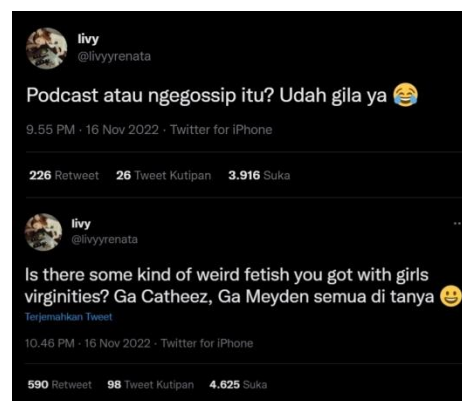 livy
@livyyrenata
Podcast atau ngegossip itu? Udah gila ya 😂
9.55 PM · 16 Nov 2022 · Twitter for iPhone
226 Retweet 26 Tweet Kutipan 3.916 Suka
livy
@livyyrenata
Is there some kind of weird fetish you got with girls
virginities? Ga Catheez, Ga Meyden semua di tanya 😀
Terjemahkan Tweet
10.46 PM · 16 Nov 2022 · Twitter for iPhone
590 Retweet 98 Tweet Kutipan 4.625 Suka